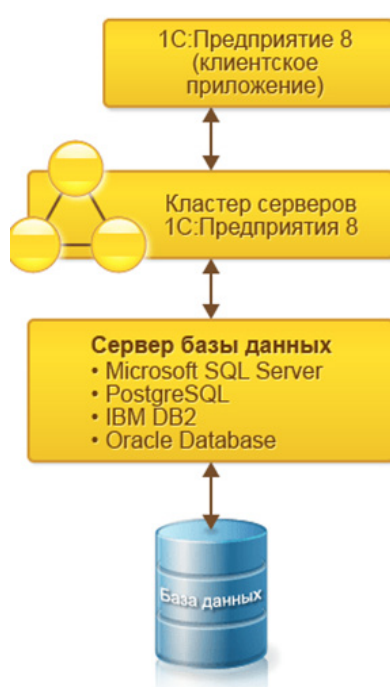 1С:Предприятие 8
(клиентское
приложение)
Кластер серверов
1С:Предприятия 8
Сервер базы данных
• Microsoft SQL Server
• PostgreSQL
• IBM DB2
• Oracle Database
База данных